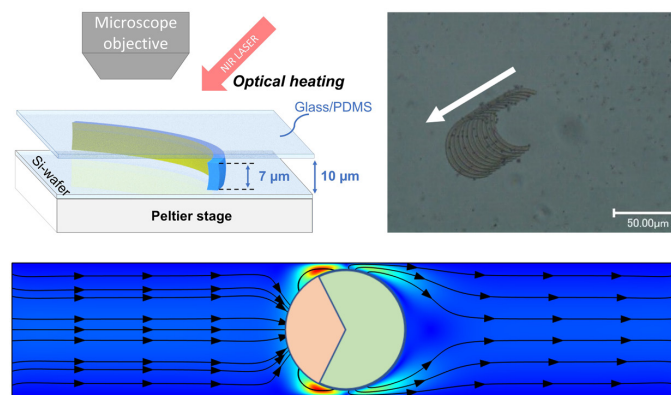 Microscope
objective
NIR LASER
Optical heating
Glass/PDMS
Si-wafer
7 µm
10 µm
Peltier stage
50.00µm